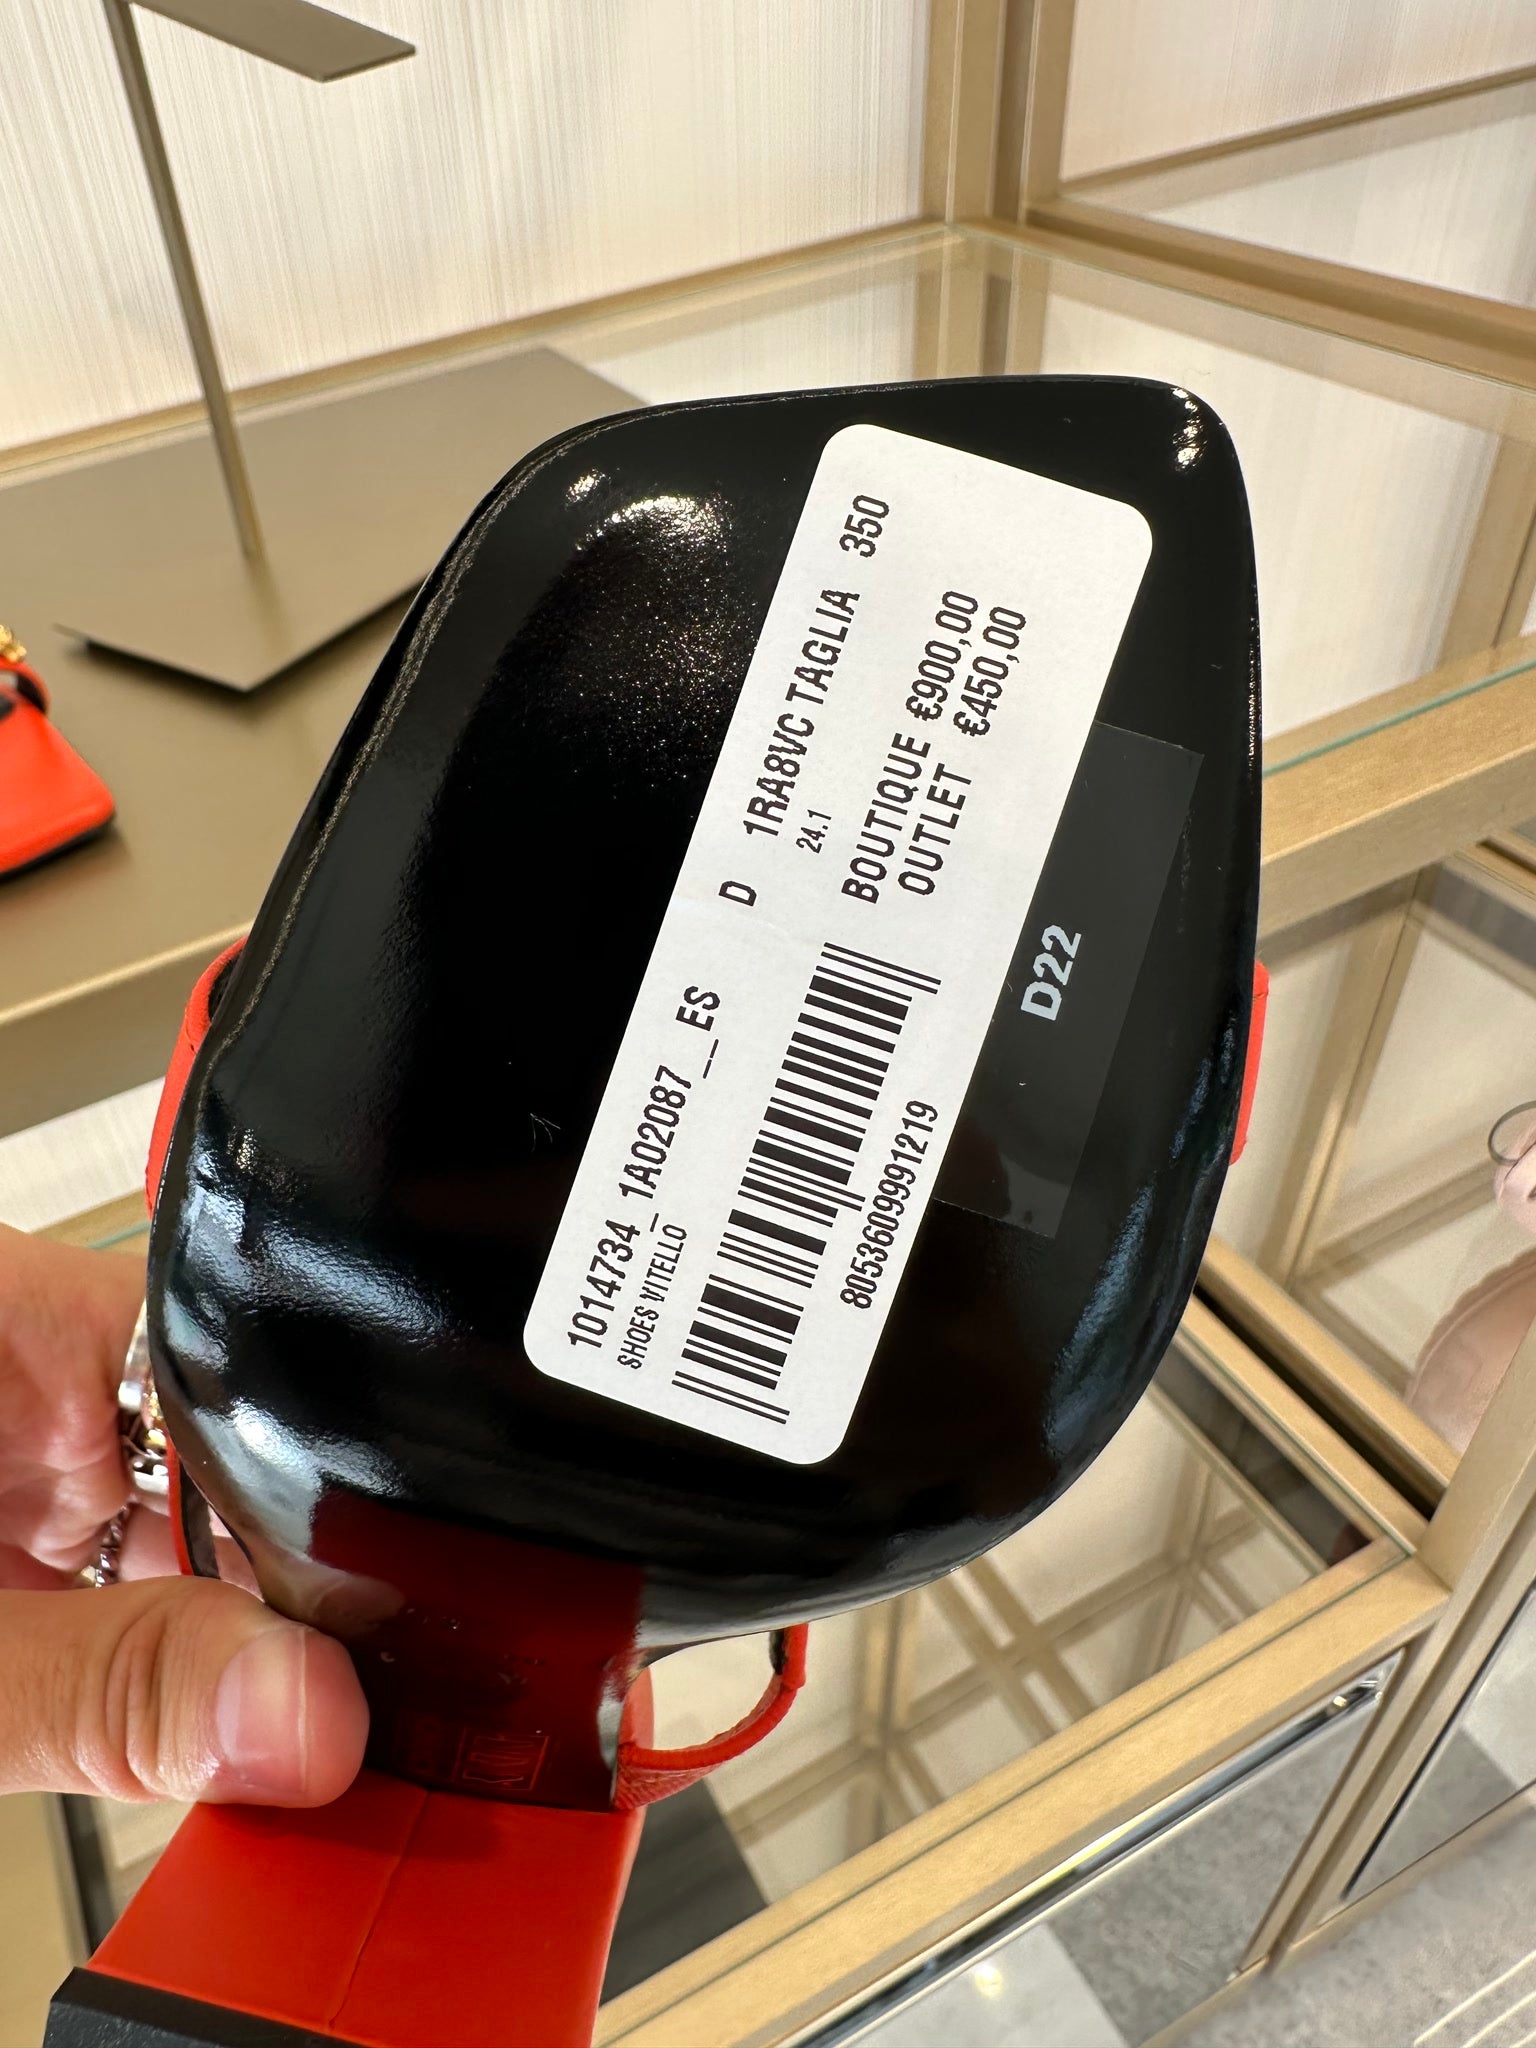 1014734_1A02087__ES D 1RA8VC TAGLIA 350
SHOES VITELLO 24.1
BOUTIQUE €900,00
OUTLET €450,00
8053609991219
D22